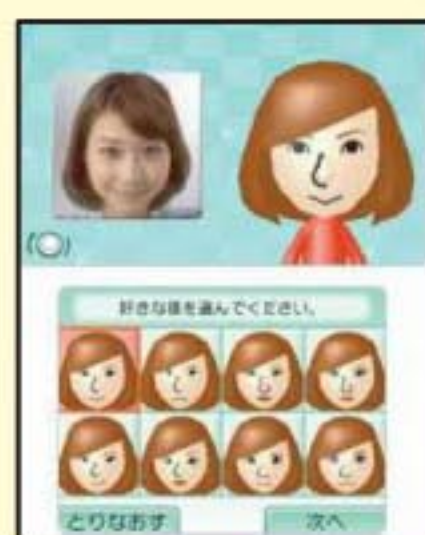 好きな顔を選んでください。
とりなおす
次へ